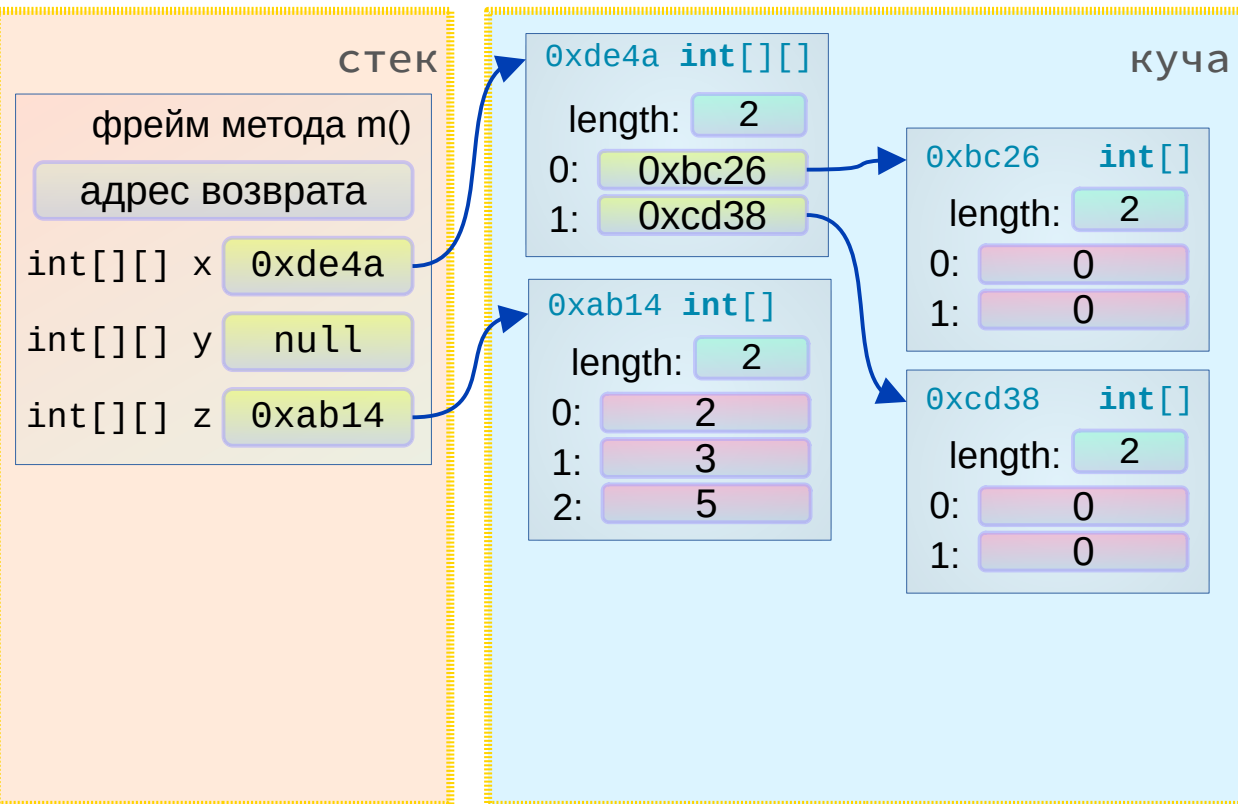 стек
фрейм метода m()
адрес возврата
int[][] x 0xde4a
int[][] y null
int[][] z 0xab14
куча
0xde4a int[][]
length: 2
0: 0xbc26
1: 0xcd38
0xab14 int[]
length: 2
0: 2
1: 3
2: 5
0xbc26 int[]
length: 2
0: 0
1: 0
0xcd38 int[]
length: 2
0: 0
1: 0